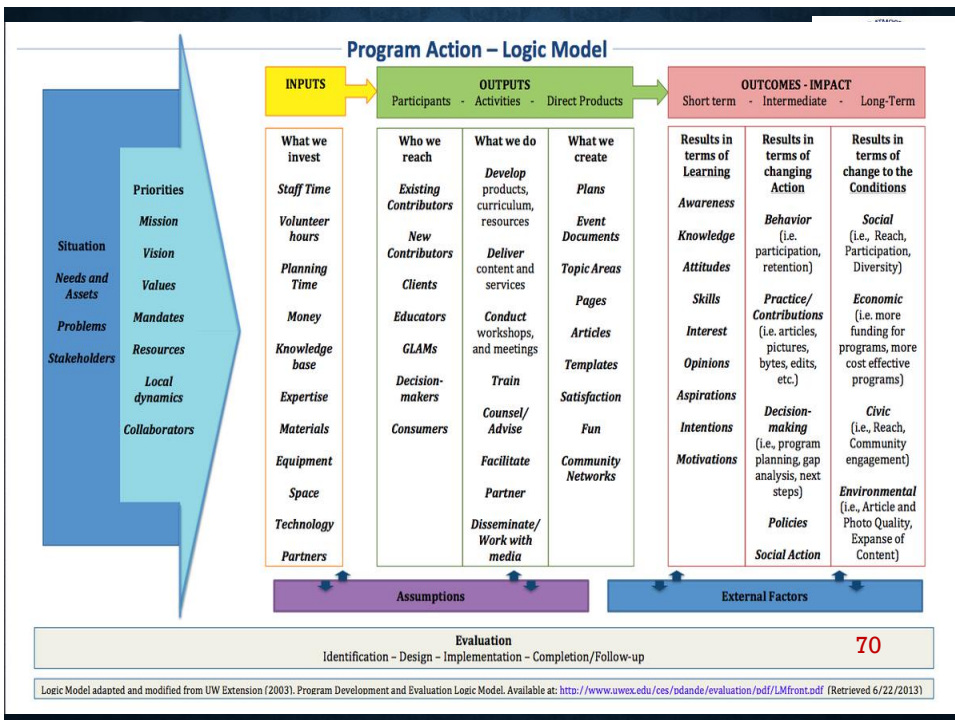 Program Action – Logic Model
Situation
Needs and
Assets
Problems
Stakeholders
Priorities
Mission
Vision
Values
Mandates
Resources
Local
dynamics
Collaborators
INPUTS
What we
invest
Staff Time
Volunteer
hours
Planning
Time
Money
Knowledge
base
Expertise
Materials
Equipment
Space
Technology
Partners
OUTPUTS
Participants - Activities - Direct Products
Who we
reach
Existing
Contributors
New
Contributors
Clients
Educators
GLAMs
Decision-
makers
Consumers
What we do
Develop
products,
curriculum,
resources
Deliver
content and
services
Conduct
workshops,
and meetings
Train
Counsel/
Advise
Facilitate
Partner
Disseminate/
Work with
media
What we
create
Plans
Event
Documents
Topic Areas
Pages
Articles
Templates
Satisfaction
Fun
Community
Networks
OUTCOMES - IMPACT
Short term - Intermediate - Long-Term
Results in
terms of
Learning
Awareness
Knowledge
Attitudes
Skills
Interest
Opinions
Aspirations
Intentions
Motivations
Results in
terms of
changing
Action
Behavior
(i.e.
participation,
retention)
Practice/
Contributions
(i.e. articles,
pictures,
bytes, edits,
etc.)
Decision-
making
(i.e., program
planning, gap
analysis, next
steps)
Policies
Social Action
Results in
terms of
change to the
Conditions
Social
(i.e., Reach,
Participation,
Diversity)
Economic
(i.e. more
funding for
programs, more
cost effective
programs)
Civic
(i.e., Reach,
Community
engagement)
Environmental
(i.e., Article and
Photo Quality,
Expanse of
Content)
Assumptions
External Factors
Evaluation
Identification – Design – Implementation – Completion/Follow-up
70
Logic Model adapted and modified from UW Extension (2003). Program Development and Evaluation Logic Model. Available at: http://www.uwex.edu/ces/pdande/evaluation/pdf/LMfront.pdf (Retrieved 6/22/2013)